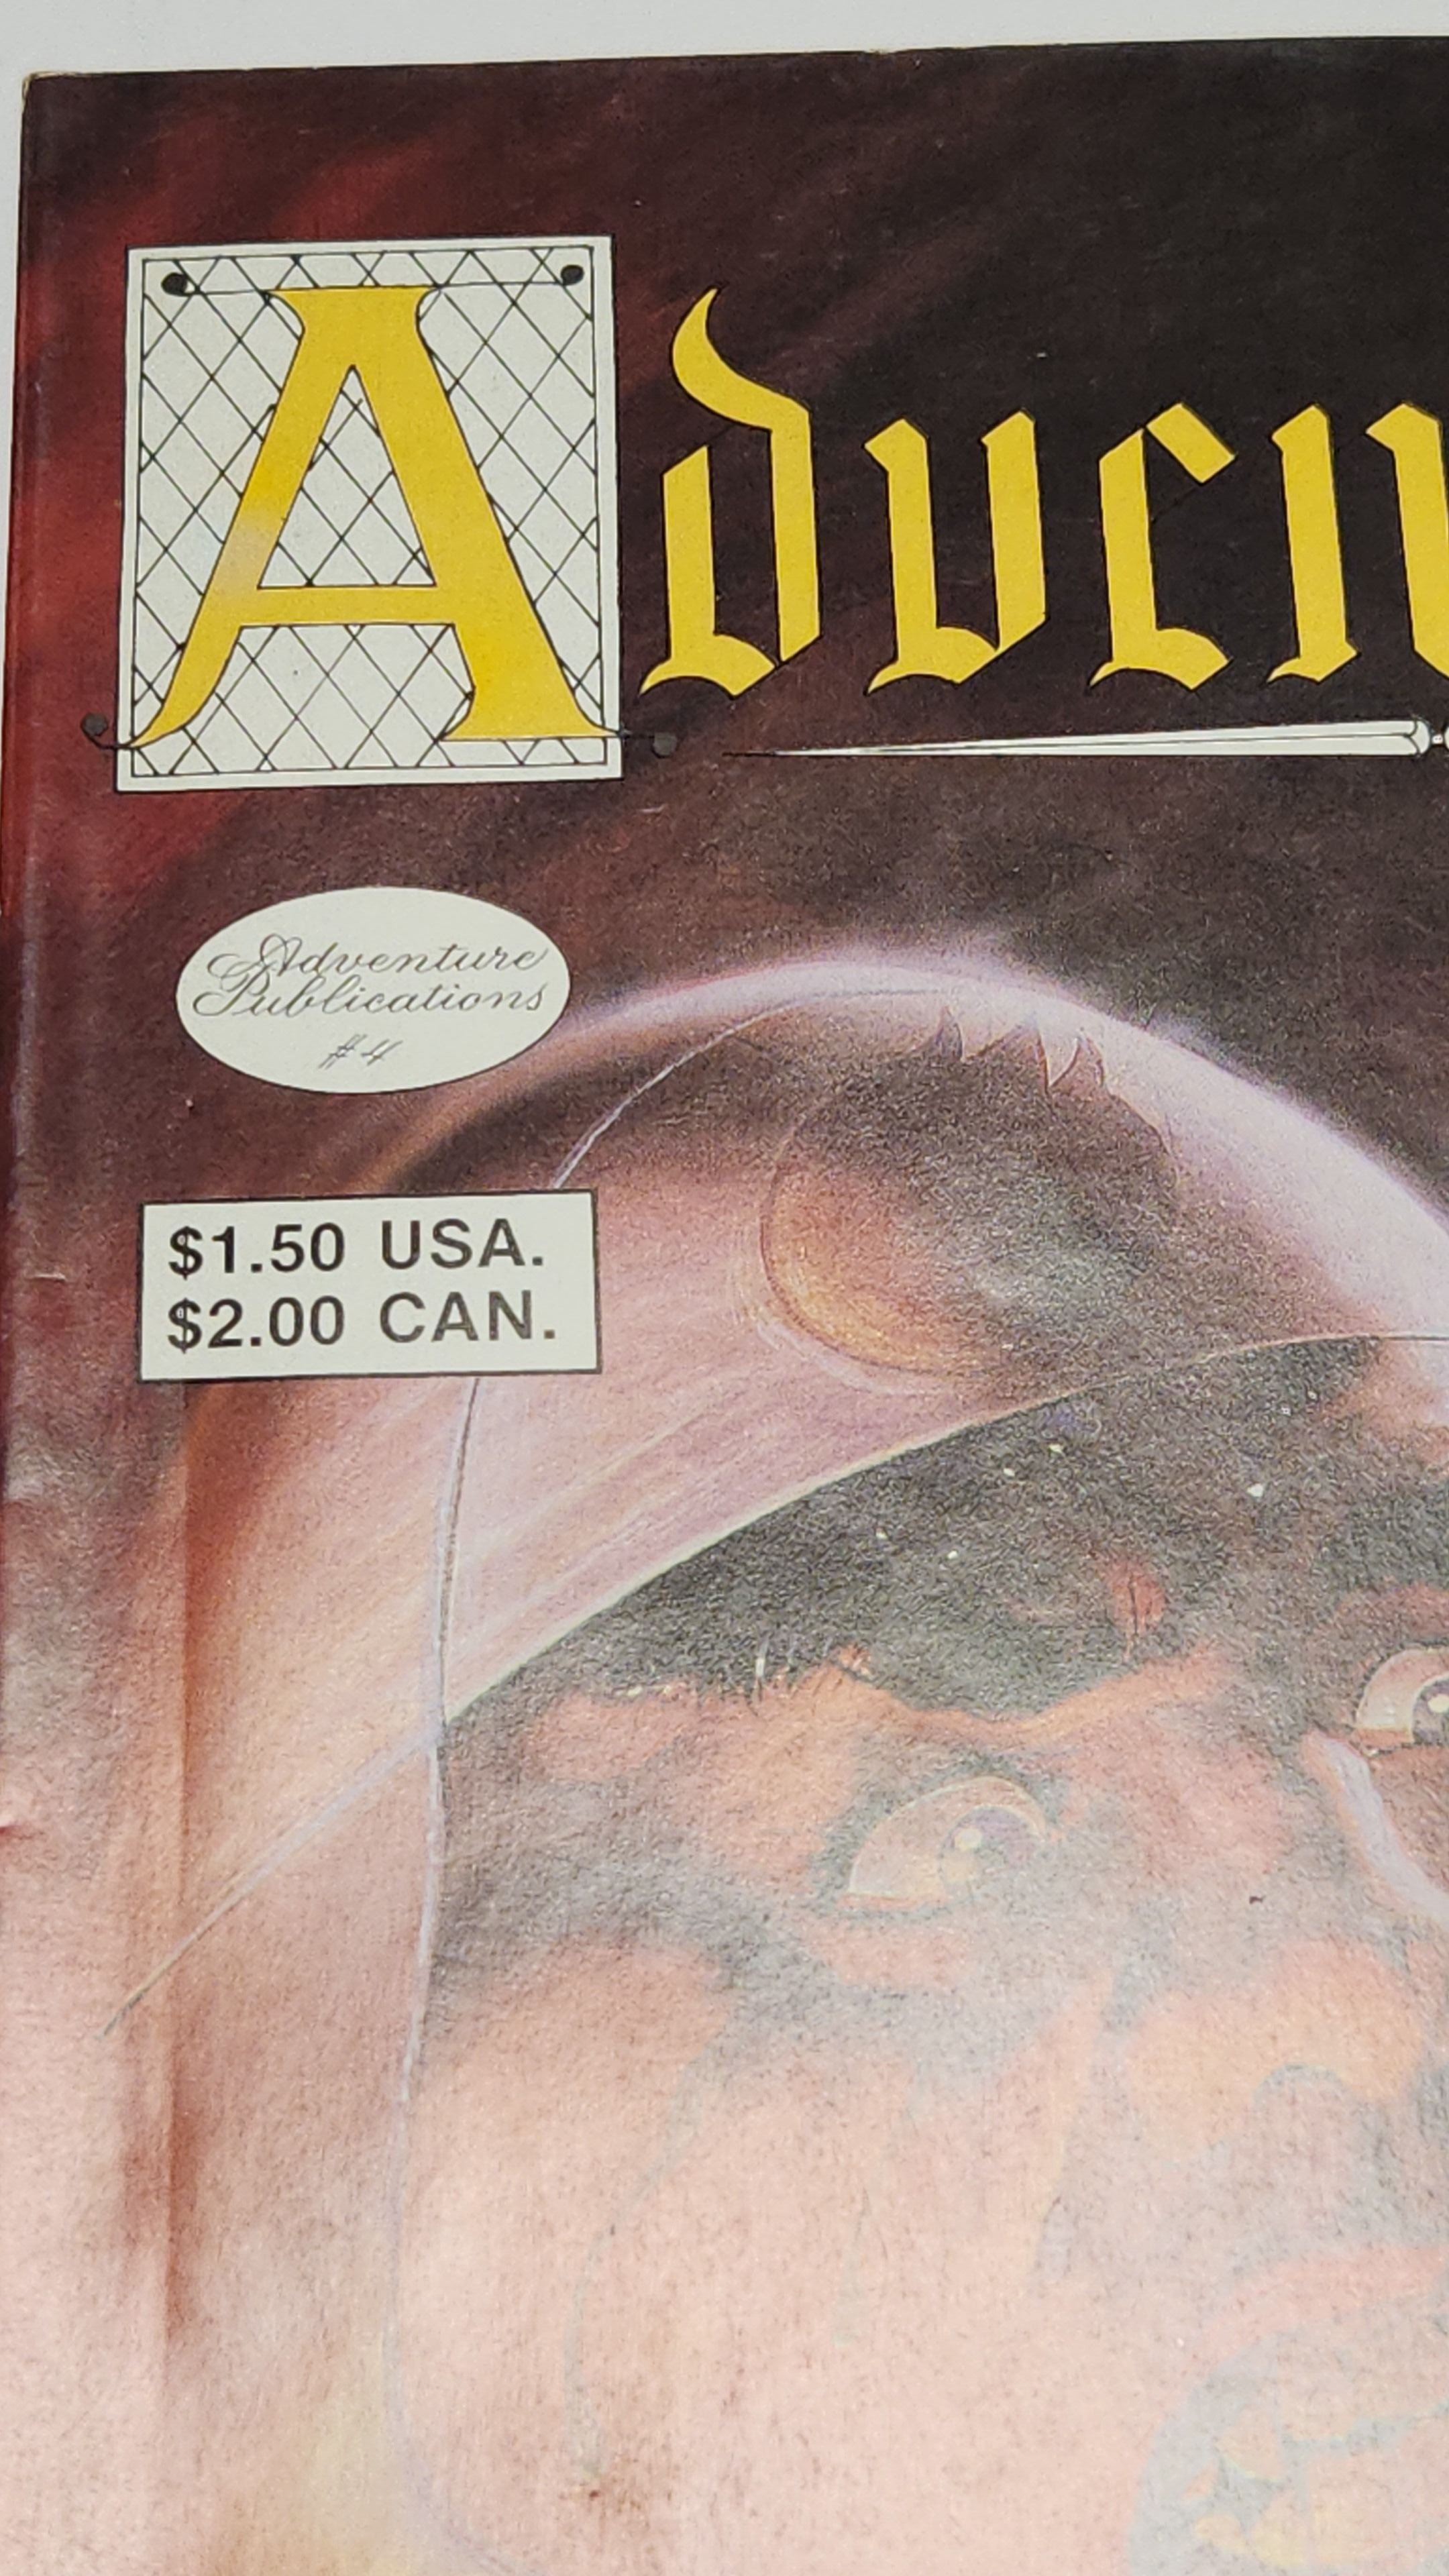 Adven
Adventure
Publications
#4
$1.50 USA.
$2.00 CAN.